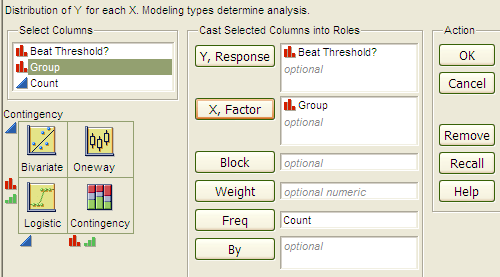 Distribution of Y for each X. Modeling types determine analysis.
Select Columns
Beat Threshold?
Group
Count
Contingency
Bivariate Oneway
Logistic Contingency
Cast Selected Columns into Roles
Y, Response
Beat Threshold?
optional
X, Factor
Group
optional
Block
optional
Weight
optional numeric
Freq
Count
By
optional
Action
OK
Cancel
Remove
Recall
Help